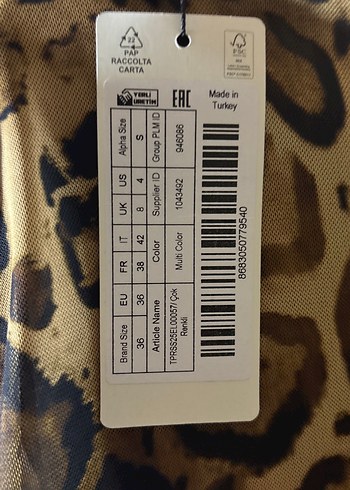 22
PAP
RACCOLTA
CARTA
FSC
YERLİ
ÜRETİM
EAC
Made in
Turkey
Brand Size EU FR IT UK US Alpha Size
36 36 38 42 8 4 S
Article Name Color Supplier ID Group PLM ID
TPRSS25EL00057/ Çok
Renkli
Multi Color 1043492 946086
8683050779540